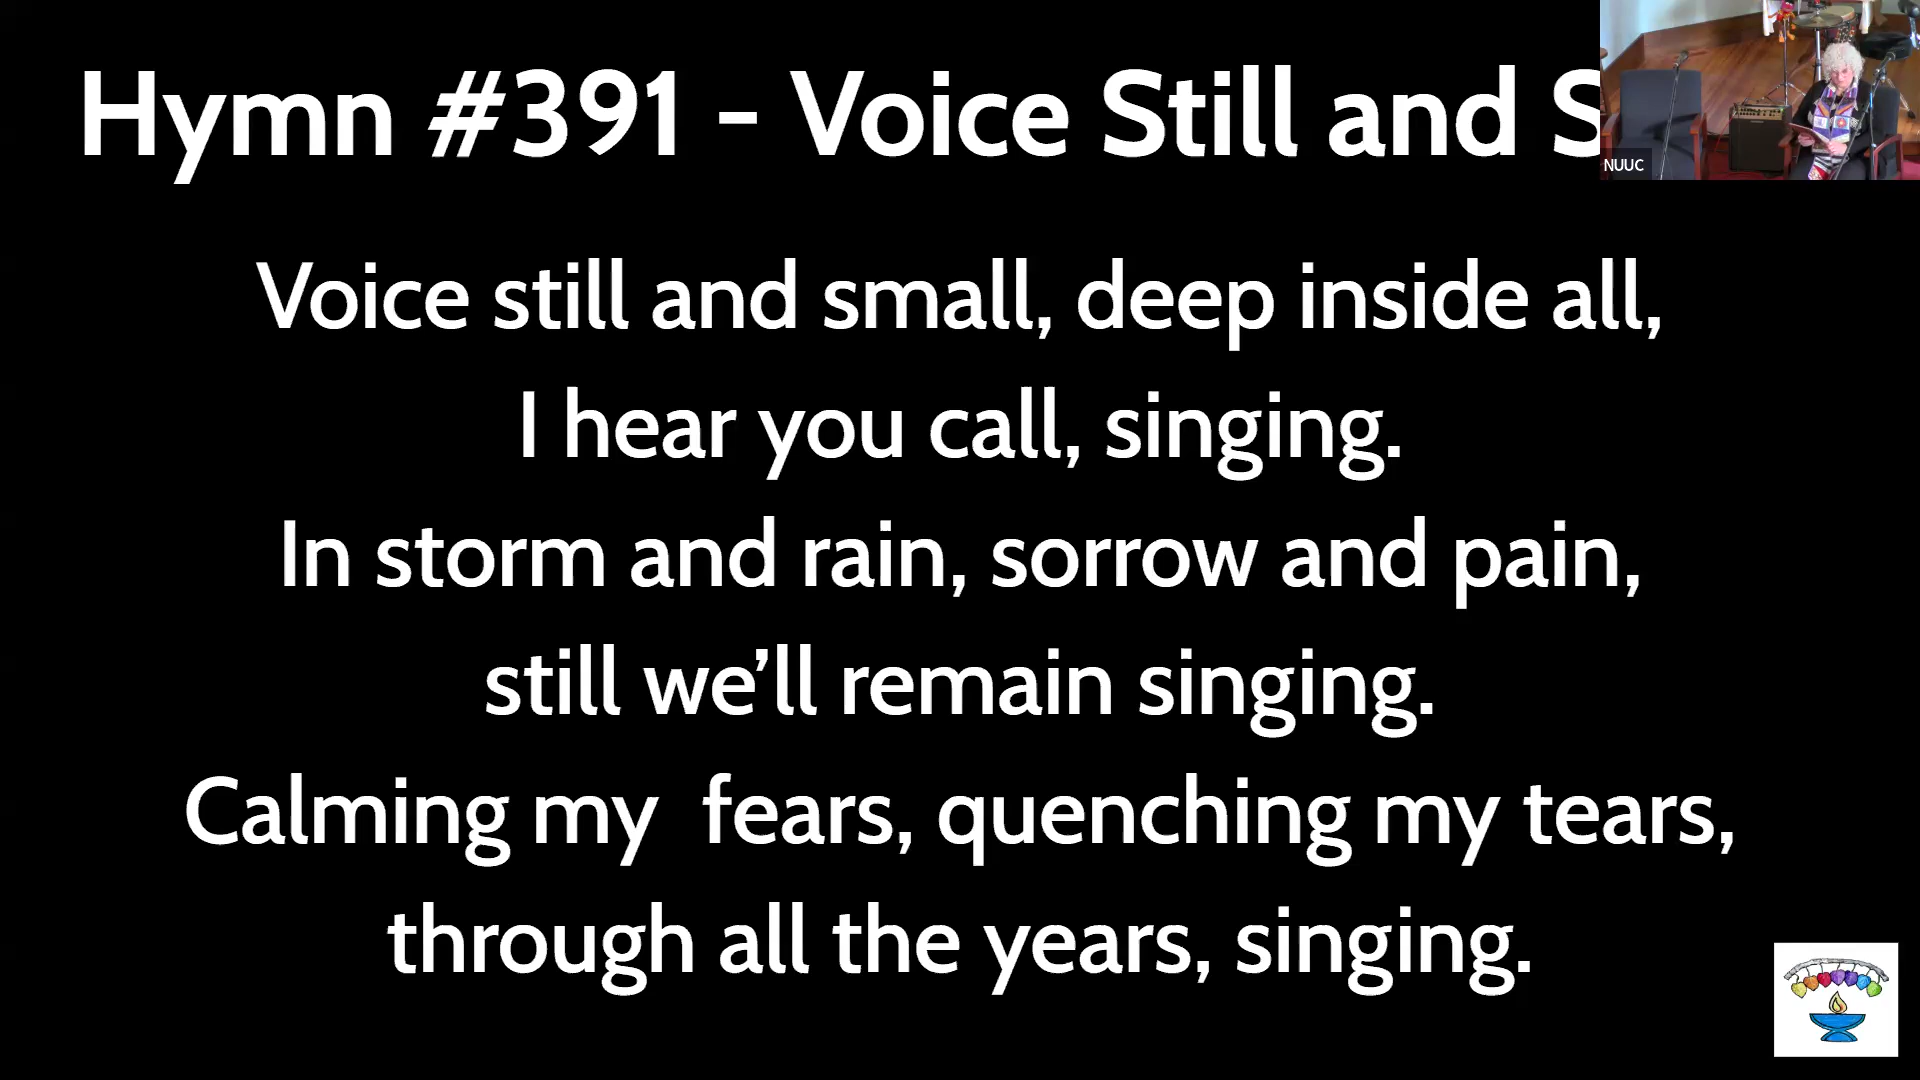 Hymn #391 - Voice Still and S
NUUC
Voice still and small, deep inside all,
I hear you call, singing.
In storm and rain, sorrow and pain,
still we’ll remain singing.
Calming my  fears, quenching my tears,
through all the years, singing.